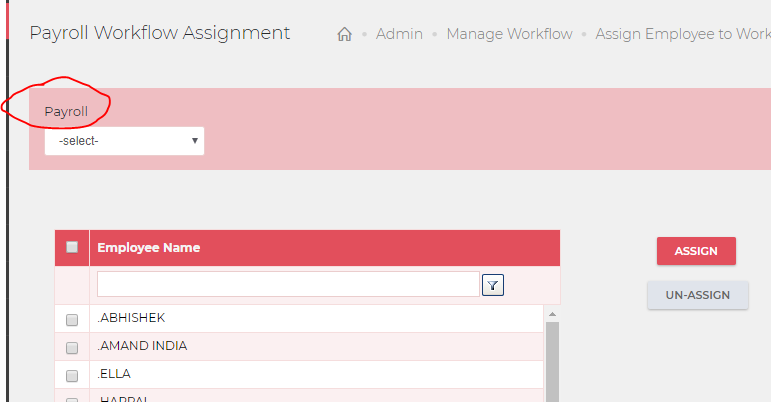 Payroll Workflow Assignment
Admin • Manage Workflow • Assign Employee to Work
Payroll
-select-
Employee Name
ASSIGN
UN-ASSIGN
.ABHISHEK
.AMAND INDIA
.ELLA